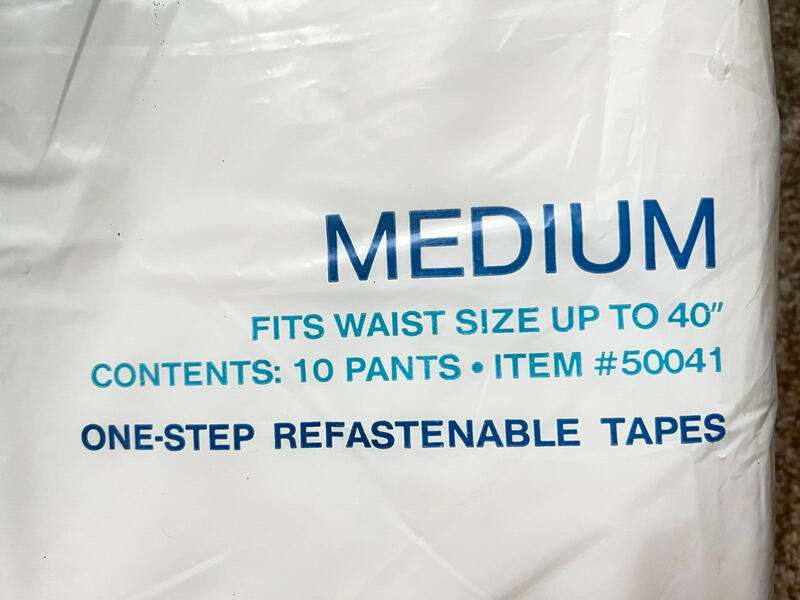 MEDIUM
FITS WAIST SIZE UP TO 40"
CONTENTS: 10 PANTS • ITEM #50041
ONE-STEP REFASTENABLE TAPES